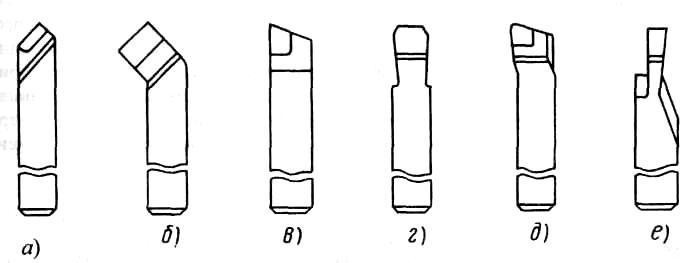 а) б) в) г) д) е)